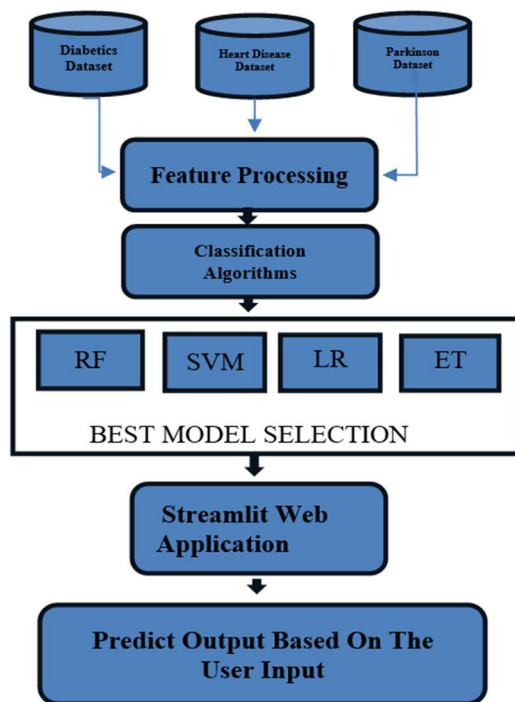 Diabetics
Dataset
Heart Disease
Dataset
Parkinson
Dataset
Feature Processing
Classification
Algorithms
RF
SVM
LR
ET
BEST MODEL SELECTION
Streamlit Web
Application
Predict Output Based On The
User Input